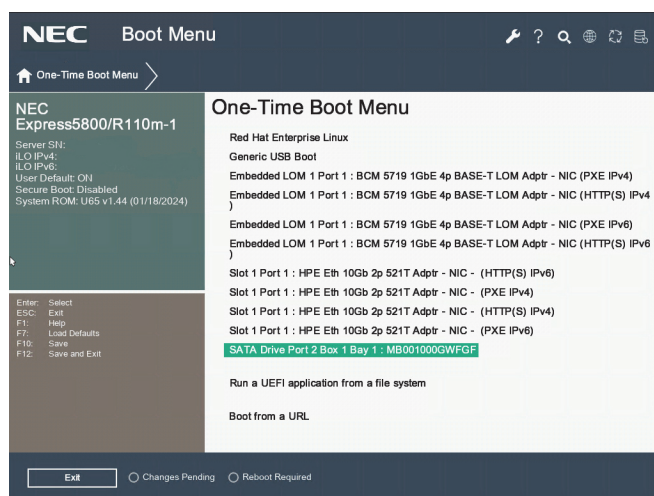 NEC Boot Menu
One-Time Boot Menu
NEC
Express5800/R110m-1
Server SN:
iLO IPv4:
iLO IPv6:
User Default: ON
Secure Boot: Disabled
System ROM: U65 v1.44 (01/18/2024)
Enter: Select
ESC: Exit
F1: Help
F7: Load Defaults
F10: Save
F12: Save and Exit
One-Time Boot Menu
Red Hat Enterprise Linux
Generic USB Boot
Embedded LOM 1 Port 1 : BCM 5719 1GbE 4p BASE-T LOM Adptr - NIC (PXE IPv4)
Embedded LOM 1 Port 1 : BCM 5719 1GbE 4p BASE-T LOM Adptr - NIC (HTTP(S) IPv4
)
Embedded LOM 1 Port 1 : BCM 5719 1GbE 4p BASE-T LOM Adptr - NIC (PXE IPv6)
Embedded LOM 1 Port 1 : BCM 5719 1GbE 4p BASE-T LOM Adptr - NIC (HTTP(S) IPv6
)
Slot 1 Port 1 : HPE Eth 10Gb 2p 521T Adptr - NIC - (HTTP(S) IPv6)
Slot 1 Port 1 : HPE Eth 10Gb 2p 521T Adptr - NIC - (PXE IPv4)
Slot 1 Port 1 : HPE Eth 10Gb 2p 521T Adptr - NIC - (HTTP(S) IPv4)
Slot 1 Port 1 : HPE Eth 10Gb 2p 521T Adptr - NIC - (PXE IPv6)
SATA Drive Port 2 Box 1 Bay 1 : MB001000GWFGF
Run a UEFI application from a file system
Boot from a URL
Exit
Changes Pending
Reboot Required